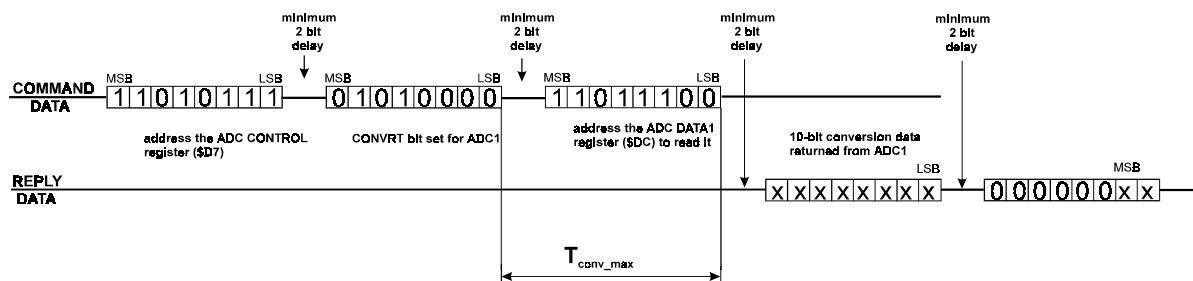 minimum
2 bit
delay
minimum
2 bit
delay
minimum
2 bit
delay
minimum
2 bit
delay
COMMAND
DATA
MSB
LSB
1 1 0 1 0 1 1 1
MSB
LSB
0 1 0 1 0 0 0 0
MSB
LSB
1 1 0 1 1 1 0 0
address the ADC CONTROL
register ($D7)
CONVRT bit set for ADC1
address the ADC DATA1
register ($DC) to read it
10-bit conversion data
returned from ADC1
REPLY
DATA
LSB
x x x x x x x x
MSB
0 0 0 0 0 0 x x
Tconv_max